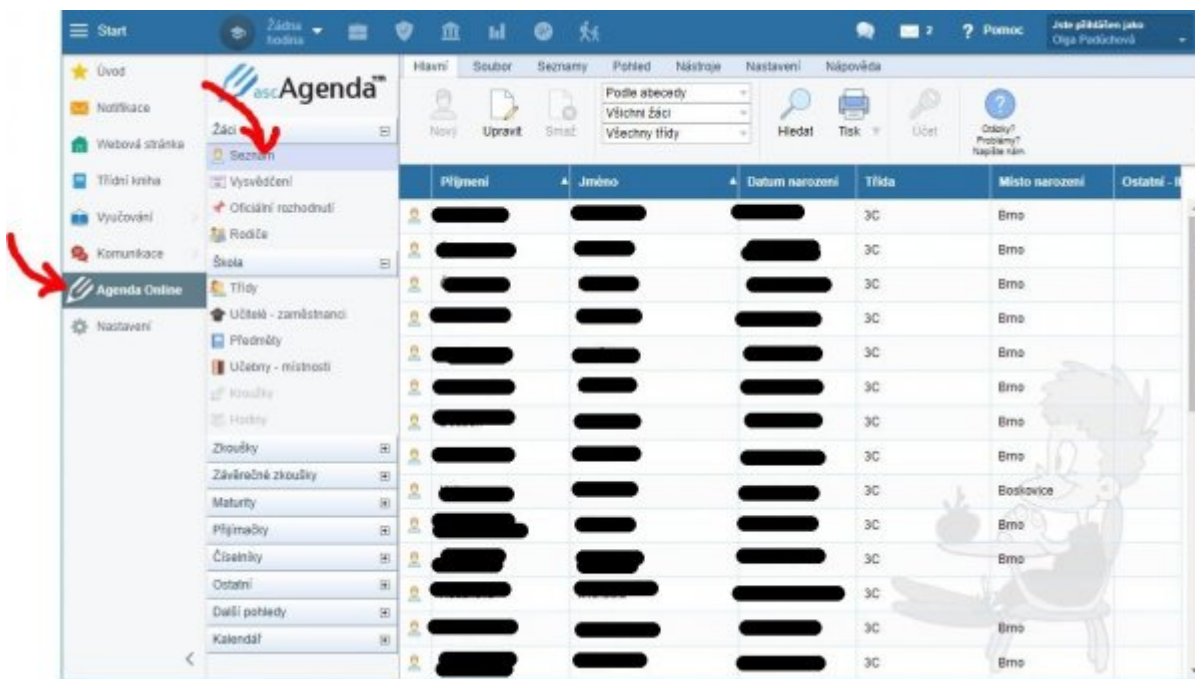 Start
Žádná
hodina
2
? Pomoc
Jste přihlášen jako
Olga Padúchová
Úvod
Notifikace
Webová stránka
Třídní kniha
Vyučování
Komunikace
Agenda Online
Nastavení
ascAgenda™
Žáci
Seznam
Vysvědčení
Oficiální rozhodnutí
Rodiče
Škola
Třídy
Učitelé - zaměstnanci
Předměty
Učebny - místnosti
Kroužky
Hodiny
Zkoušky
Závěrečné zkoušky
Maturity
Přijímačky
Číselníky
Ostatní
Další pohledy
Kalendář
Hlavní Soubor Seznamy Pohled Nástroje Nastavení Nápověda
Nový Upravit Smaž
Podle abecedy
Všichni žáci
Všechny třídy
Hledat Tisk Účet
Otázky?
Problémy?
Napište nám.
Příjmení Jméno Datum narození Třída Místo narození Ostatní -
3C Brno
3C Brno
3C Brno
3C Brno
3C Brno
3C Brno
3C Brno
3C Brno
3C Boskovice
3C Brno
3C Brno
3C
3C Brno
3C Brno